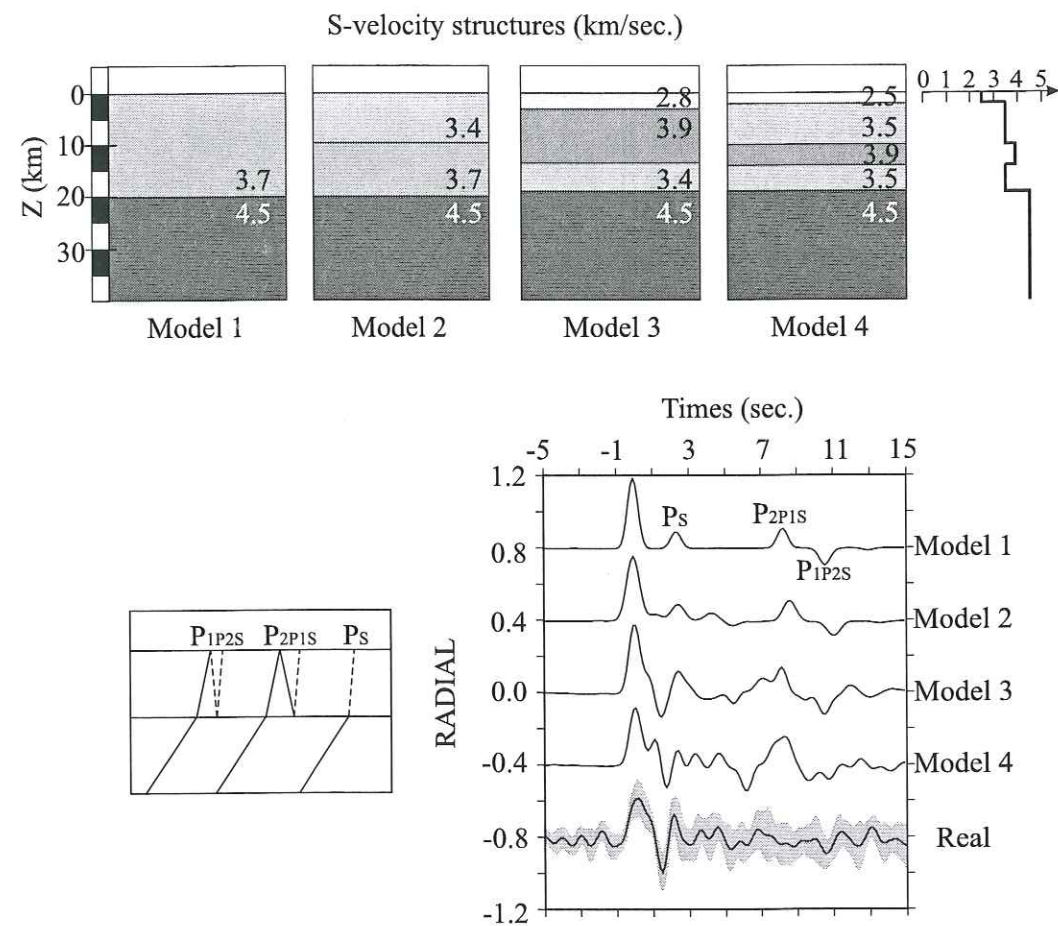 S-velocity structures (km/sec.)
0 1 2 3 4 5
0
10
20
30
Z (km)
3.7
4.5
3.4
3.7
4.5
2.8
3.9
3.4
4.5
2.5
3.5
3.9
3.5
4.5
Model 1
Model 2
Model 3
Model 4
Times (sec.)
-5 -1 3 7 11 15
1.2
0.8
0.4
0.0
-0.4
-0.8
-1.2
RADIAL
Ps
P2P1S
P1P2S
Model 1
Model 2
Model 3
Model 4
Real
P1P2S P2P1S Ps